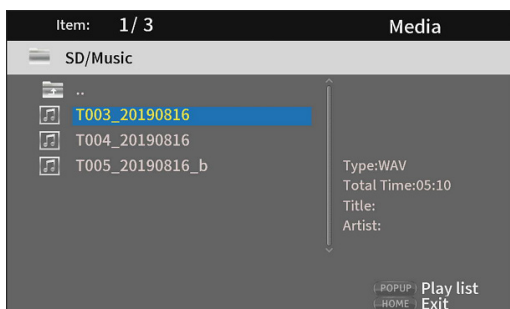 Item: 1/ 3 Media
SD/Music
..
T003_20190816
T004_20190816
T005_20190816_b
Type:WAV
Total Time:05:10
Title:
Artist:
POPUP Play list
HOME Exit